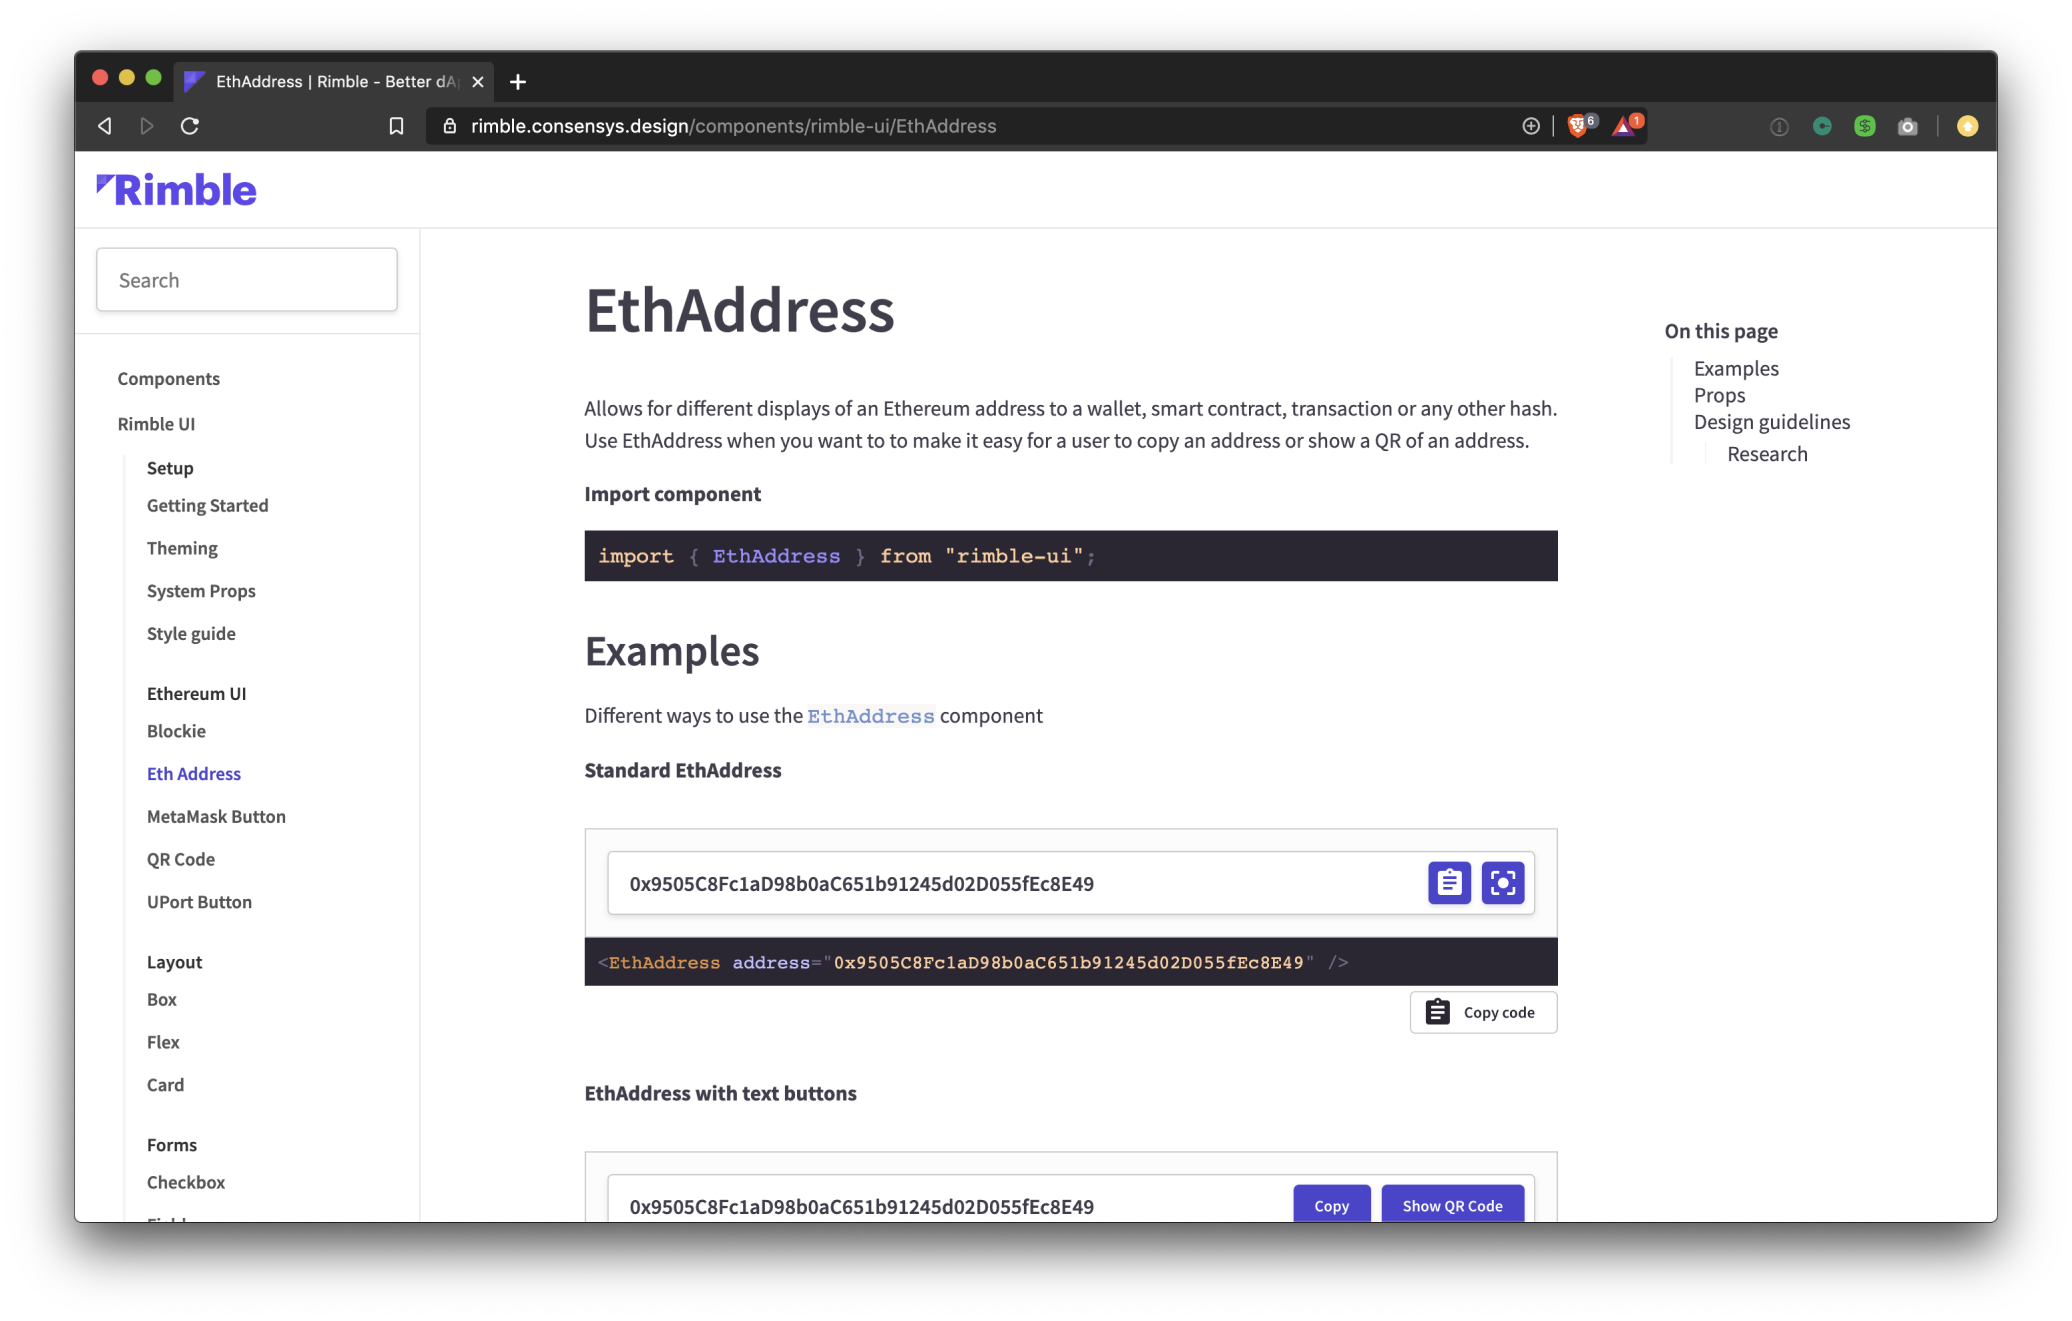 EthAddress | Rimble - Better dA
rimble.consensys.design/components/rimble-ui/EthAddress
6
1
Rimble
Search
Components
Rimble UI
Setup
Getting Started
Theming
System Props
Style guide
Ethereum UI
Blockie
Eth Address
MetaMask Button
QR Code
UPort Button
Layout
Box
Flex
Card
Forms
Checkbox
EthAddress
Allows for different displays of an Ethereum address to a wallet, smart contract, transaction or any other hash.
Use EthAddress when you want to to make it easy for a user to copy an address or show a QR of an address.
Import component
import { EthAddress } from "rimble-ui";
Examples
Different ways to use the EthAddress component
Standard EthAddress
0x9505C8Fc1aD98b0aC651b91245d02D055fEc8E49
<EthAddress address="0x9505C8Fc1aD98b0aC651b91245d02D055fEc8E49" />
Copy code
EthAddress with text buttons
0x9505C8Fc1aD98b0aC651b91245d02D055fEc8E49
Copy
Show QR Code
On this page
Examples
Props
Design guidelines
Research